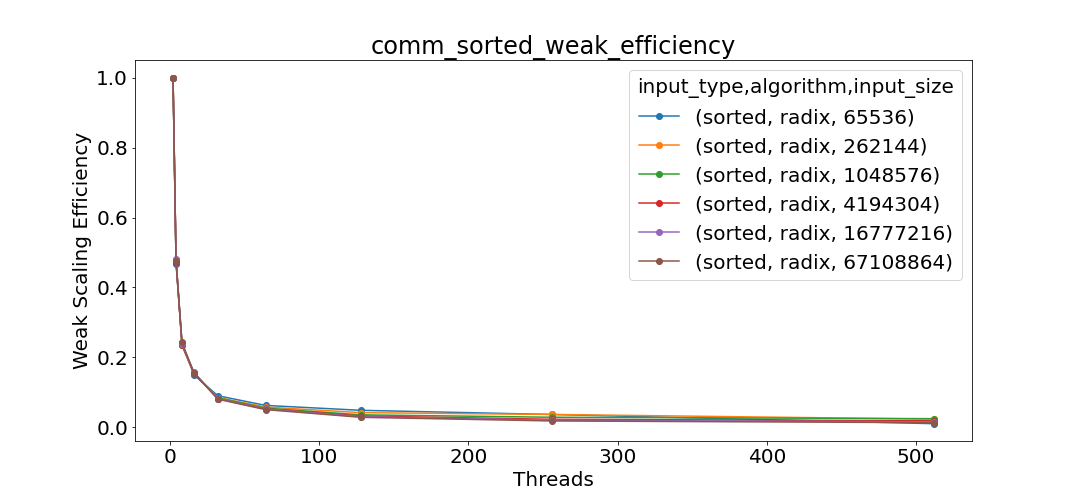 comm_sorted_weak_efficiency
Weak Scaling Efficiency
1.0
0.8
0.6
0.4
0.2
0.0
input_type,algorithm,input_size
(sorted, radix, 65536)
(sorted, radix, 262144)
(sorted, radix, 1048576)
(sorted, radix, 4194304)
(sorted, radix, 16777216)
(sorted, radix, 67108864)
0 100 200 300 400 500
Threads